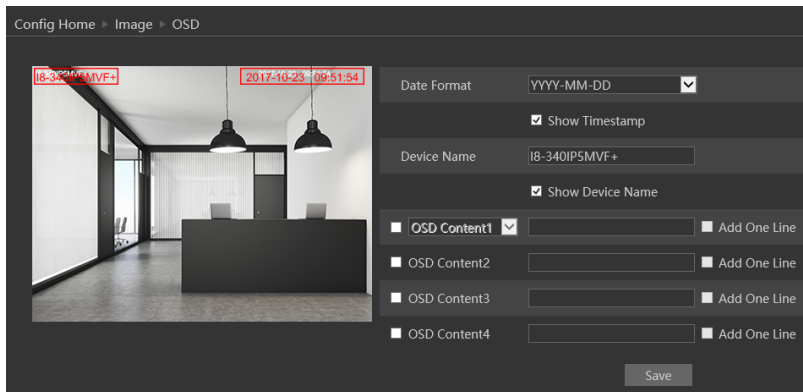 Config Home ▸ Image ▸ OSD
I8-340IP5MVF+
2017-10-23 09:51:54
Date Format YYYY-MM-DD
Show Timestamp
Device Name I8-340IP5MVF+
Show Device Name
OSD Content1 Add One Line
OSD Content2 Add One Line
OSD Content3 Add One Line
OSD Content4 Add One Line
Save